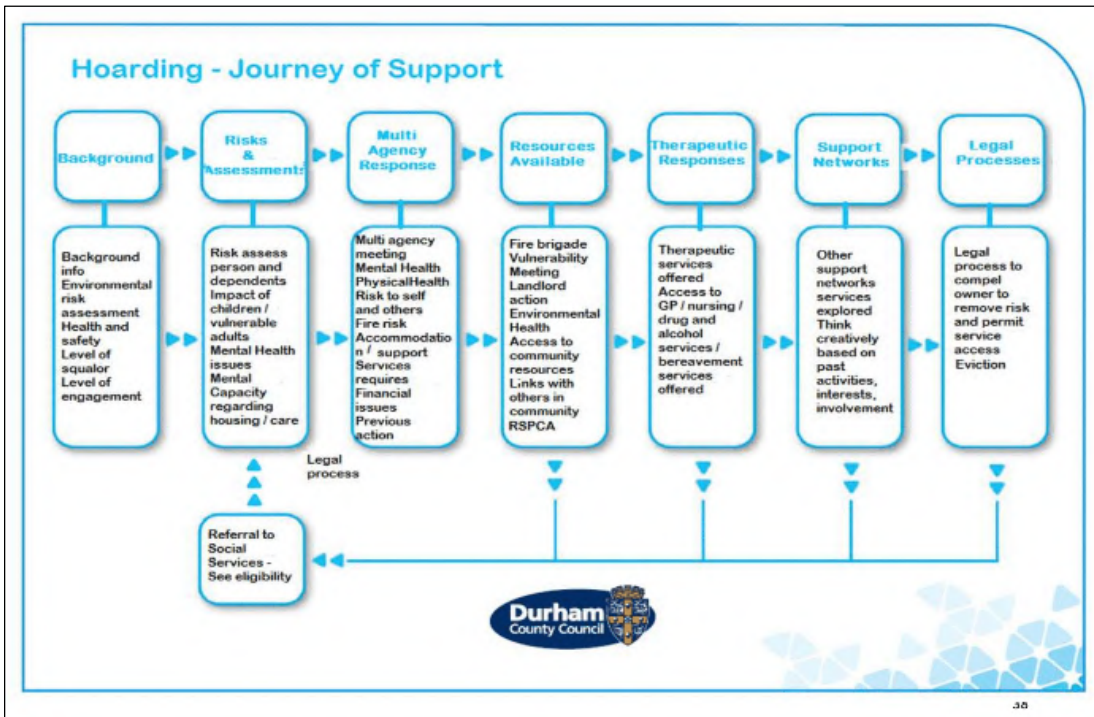 Hoarding - Journey of Support
Background
Risks
&
Assessments
Multi
Agency
Response
Resources
Available
Therapeutic
Responses
Support
Networks
Legal
Processes
Background
info
Environmental
risk
assessment
Health and
safety
Level of
squalor
Level of
engagement
Risk assess
person and
dependents
Impact of
children /
vulnerable
adults
Mental Health
issues
Mental
Capacity
regarding
housing / care
Multi agency
meeting
Mental Health
PhysicalHealth
Risk to self
and others
Fire risk
Accommodatio
n / support
Services
requires
Financial
issues
Previous
action
Fire brigade
Vulnerability
Meeting
Landlord
action
Environmental
Health
Access to
community
resources
Links with
others in
community
RSPCA
Therapeutic
services
offered
Access to
GP / nursing /
drug and
alcohol
services /
bereavement
services
offered
Other
support
networks
services
explored
Think
creatively
based on
past
activities,
interests,
involvement
Legal
process to
compel
owner to
remove risk
and permit
service
access
Eviction
Legal
process
Referral to
Social
Services -
See eligibility
Durham
County Council